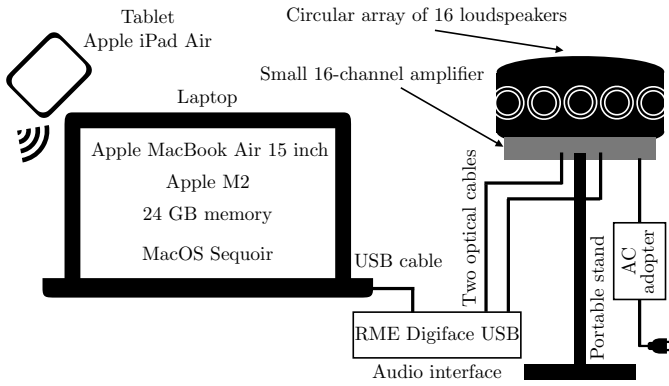 Tablet
Apple iPad Air
Circular array of 16 loudspeakers
Small 16-channel amplifier
Laptop
Apple MacBook Air 15 inch
Apple M2
24 GB memory
MacOS Sequoir
USB cable
Two optical cables
Portable stand
AC
adopter
RME Digiface USB
Audio interface